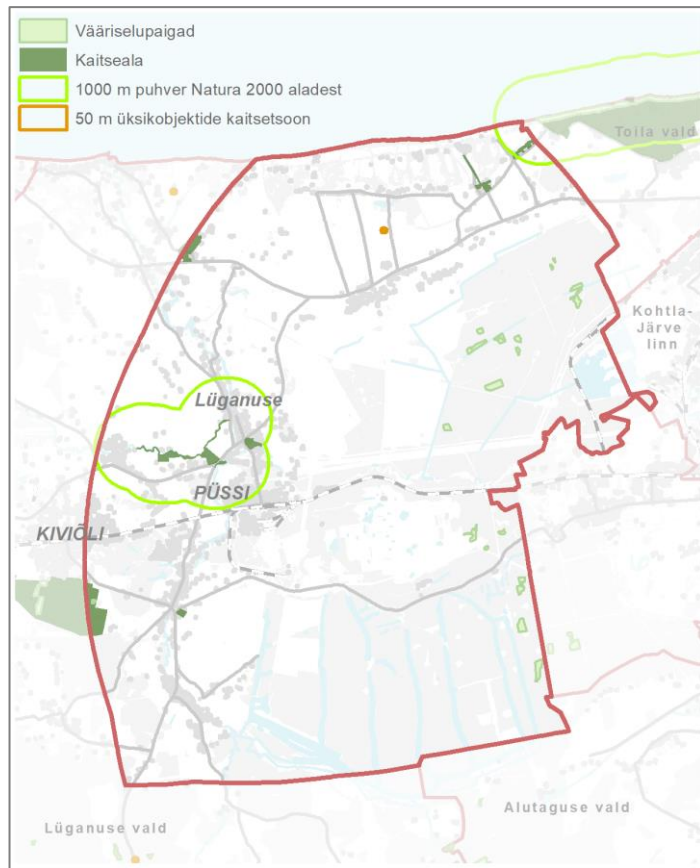 Vääriselupaigad
Kaitseala
1000 m puhver Natura 2000 aladest
50 m üksikobjektide kaitsetsoon
Toila vald
Kohtla-
Järve
linn
Lüganuse
PÜSSI
KIVIÕLI
Alutaguse vald
Lüganuse vald